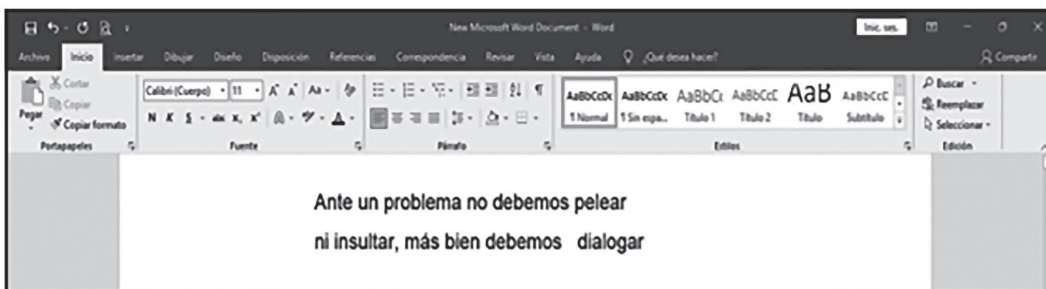 New Microsoft Word Document - Word
Inic. ses.
Archivo Inicio Insertar Dibujar Diseño Disposición Referencias Correspondencia Revisar Vista Ayuda ¿Qué desea hacer? Compartir
Pegar
Cortar
Copiar
Copiar formato
Portapapeles
Calibri (Cuerpo) 11 A A Aa
N K S abc x, x² A A
Fuente
Párrafo
AaBbCcDc AaBbCcDc AaBbCc AaBbCcC AaB AaBbCcC
¶ Normal ¶ Sin espa... Título 1 Título 2 Título Subtítulo
Estilos
Buscar
Reemplazar
Seleccionar
Edición
Ante un problema no debemos pelear
ni insultar, más bien debemos dialogar